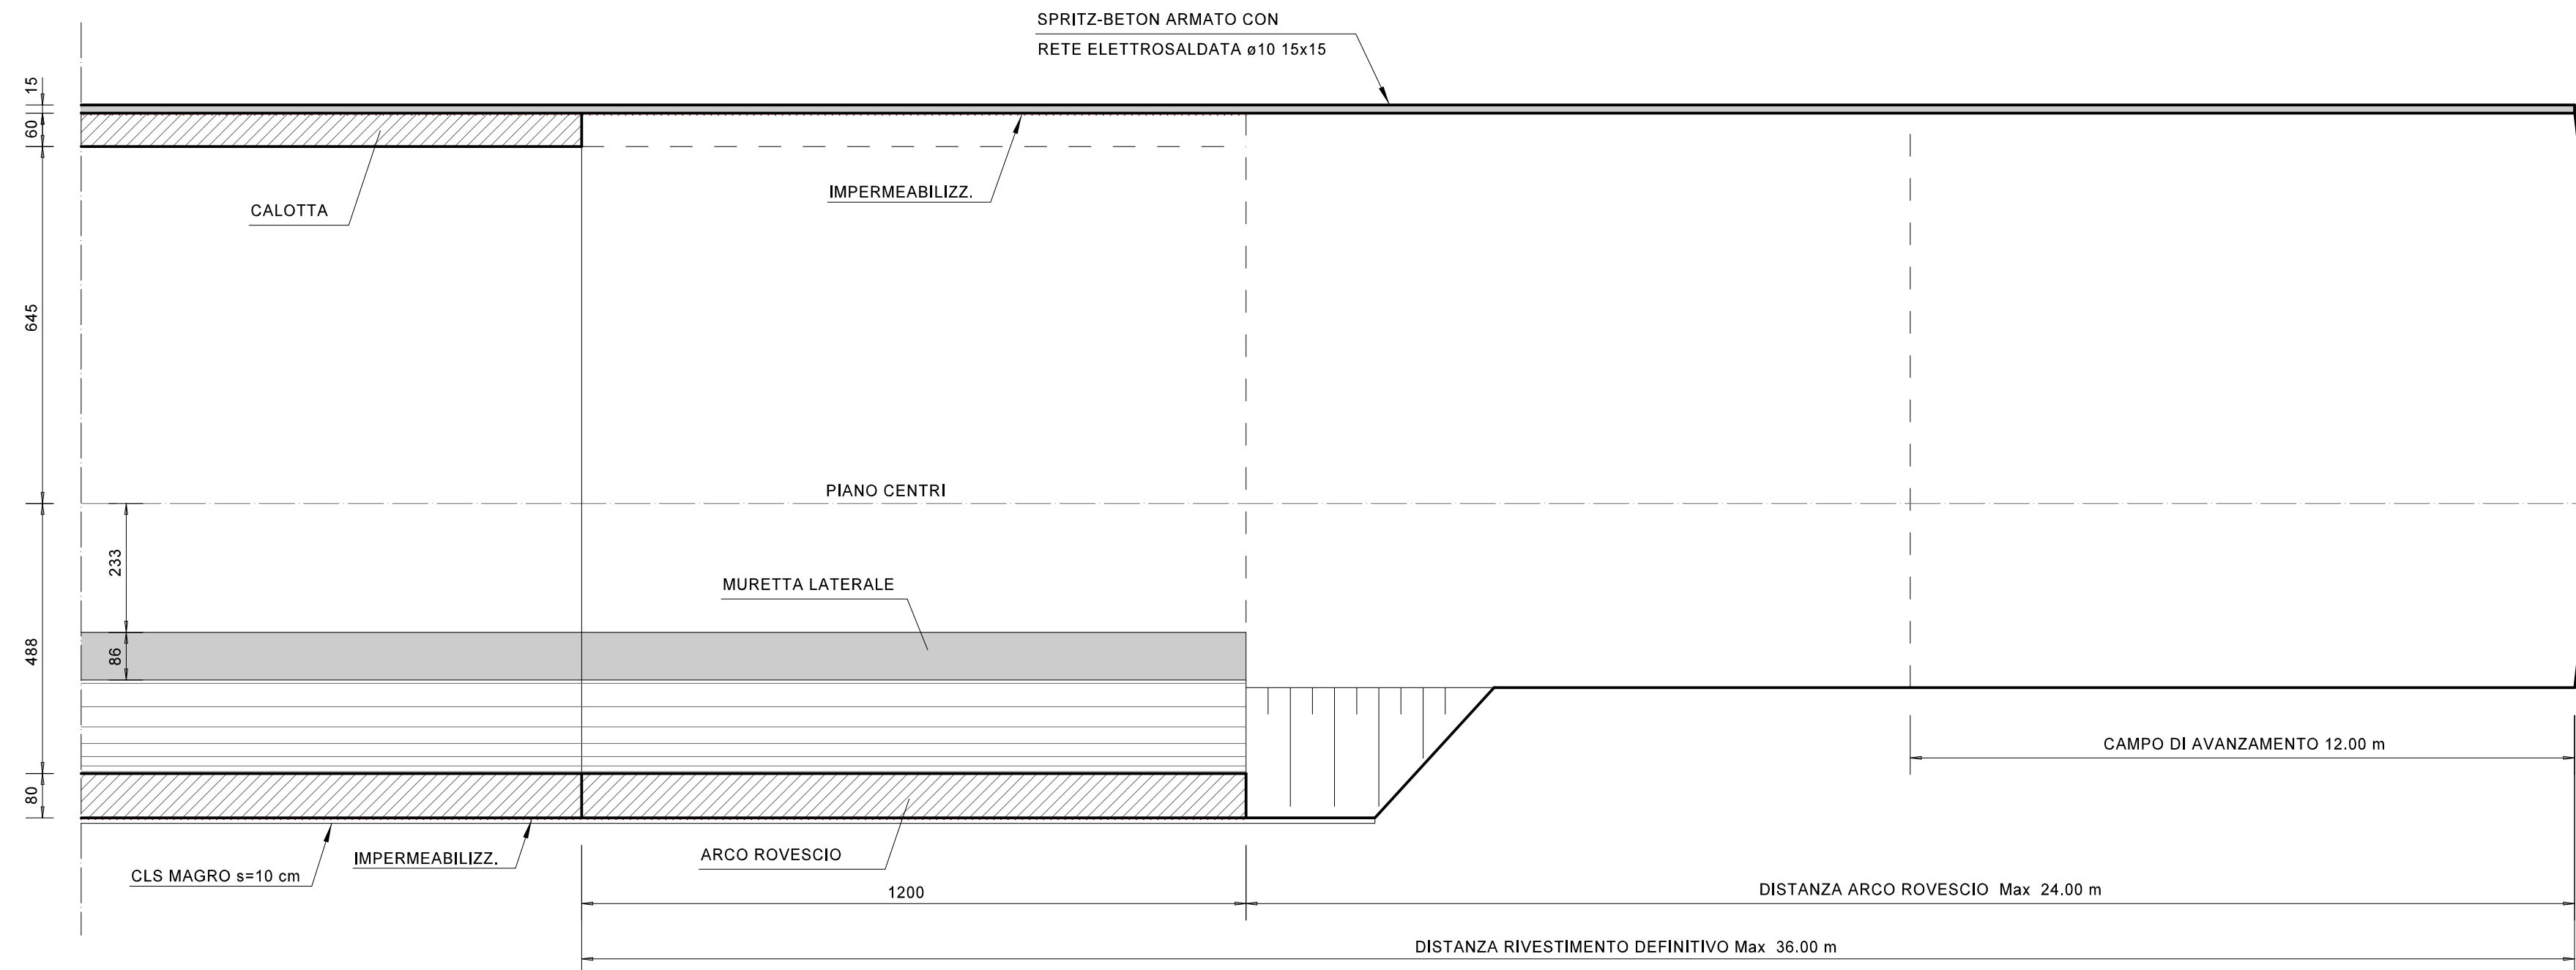 SPRITZ-BETON ARMATO CON
RETE ELETTROSALDATA ø10 15x15
15
60
CALOTTA
IMPERMEABILIZZ.
645
PIANO CENTRI
233
MURETTA LATERALE
488
86
CAMPO DI AVANZAMENTO 12.00 m
80
CLS MAGRO s=10 cm
IMPERMEABILIZZ.
ARCO ROVESCIO
1200
DISTANZA ARCO ROVESCIO Max 24.00 m
DISTANZA RIVESTIMENTO DEFINITIVO Max 36.00 m